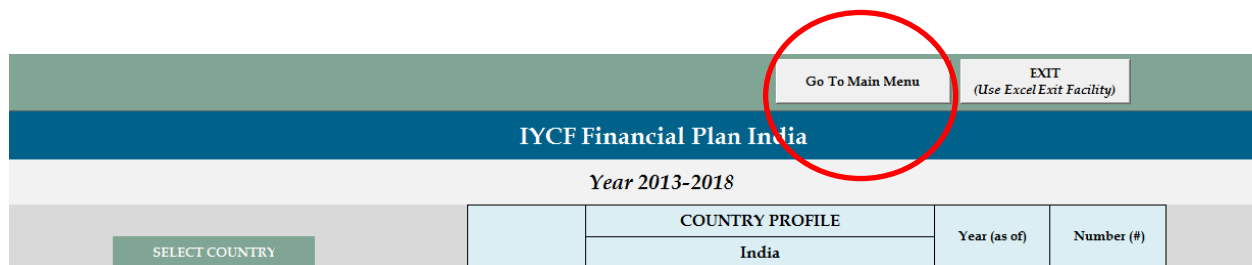 Go To Main Menu
EXIT
(Use Excel Exit Facility)
IYCF Financial Plan India
Year 2013-2018
SELECT COUNTRY
COUNTRY PROFILE
India
Year (as of)
Number (#)